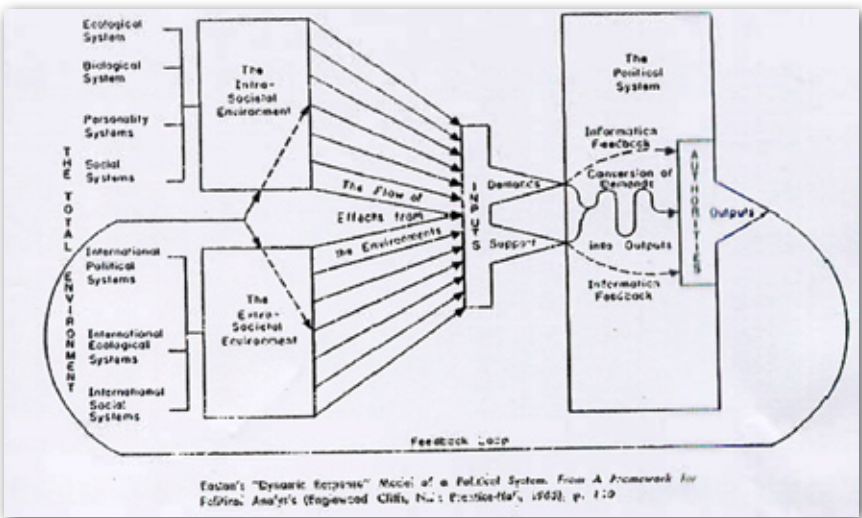 THE TOTAL ENVIRONMENT
Ecological
System
Biological
System
Personality
Systems
Social
Systems
The
Intra-
Societal
Environment
International
Political
Systems
International
Ecological
Systems
International
Social
Systems
The
Extra-
Societal
Environment
The Flow of
Effects from
the Environments
INPUTS
Demands
Support
The
Political
System
Information
Feedback
Conversion of
Demands
into Outputs
Information
Feedback
AUTHORITIES
Outputs
Feedback Loop
Easton's "Dynamic Response" Model of a Political System. From A Framework for
Political Analysis (Englewood Cliffs, Prentice-Hall, p.